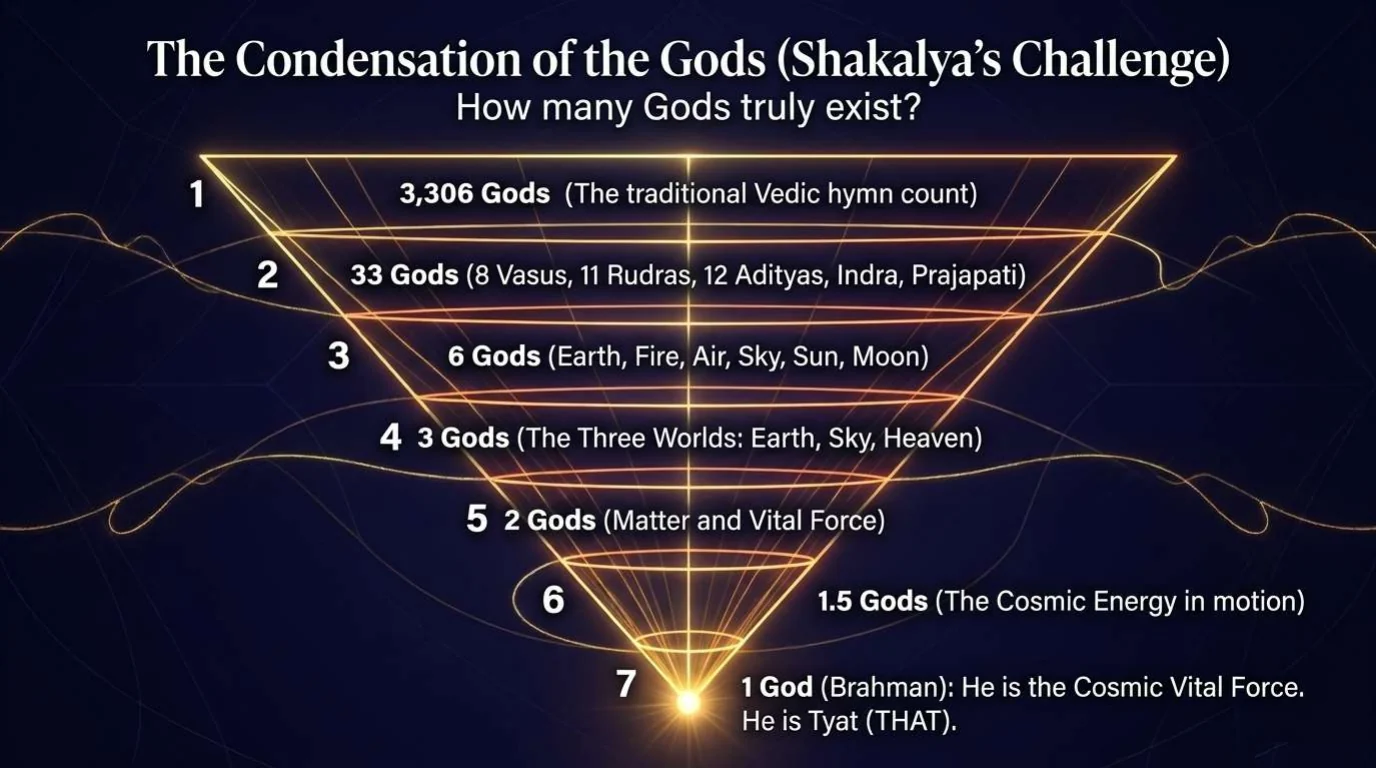 The Condensation of the Gods (Shakalya's Challenge)
How many Gods truly exist?
1 3,306 Gods (The traditional Vedic hymn count)
2 33 Gods (8 Vasus, 11 Rudras, 12 Adityas, Indra, Prajapati)
3 6 Gods (Earth, Fire, Air, Sky, Sun, Moon)
4 3 Gods (The Three Worlds: Earth, Sky, Heaven)
5 2 Gods (Matter and Vital Force)
6 1.5 Gods (The Cosmic Energy in motion)
7 1 God (Brahman): He is the Cosmic Vital Force.
He is Tyat (THAT).